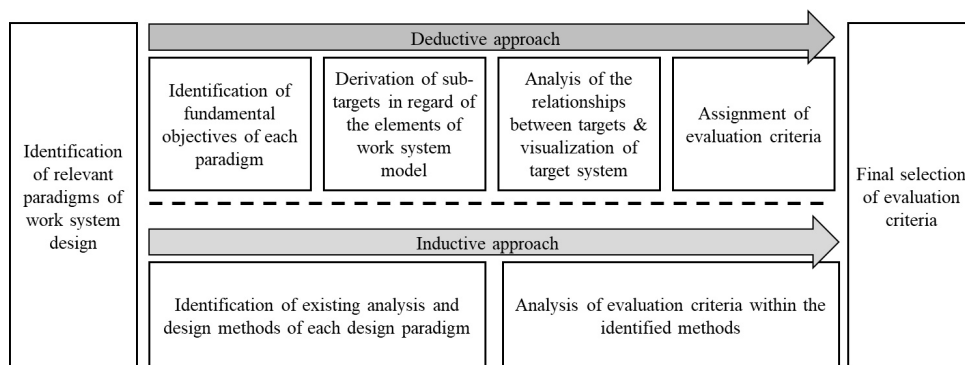 Identification
of relevant
paradigms of
work system
design
Deductive approach
Identification of
fundamental
objectives of each
paradigm
Derivation of sub-
targets in regard of
the elements of
work system
model
Analyis of the
relationships
between targets &
visualization of
target system
Assignment of
evaluation criteria
Inductive approach
Identification of existing analysis and
design methods of each design paradigm
Analysis of evaluation criteria within the
identified methods
Final selection
of evaluation
criteria